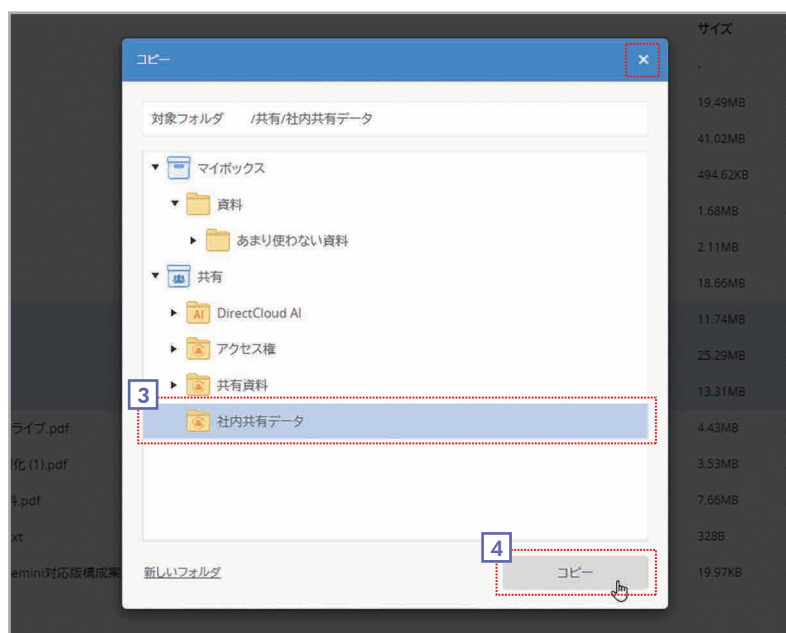 サイズ
コピー
×
-
対象フォルダ /共有/社内共有データ
19.49MB
41.02MB
マイボックス
494.62KB
資料
1.68MB
あまり使わない資料
2.11MB
共有
18.66MB
AI DirectCloud AI
11.74MB
アクセス権
25.29MB
共有資料
13.31MB
3
社内共有データ
ライブ.pdf
4.43MB
化 (1).pdf
3.53MB
.pdf
7.66MB
xt
328B
4
emini対応版構成案
新しいフォルダ
コピー
19.97KB